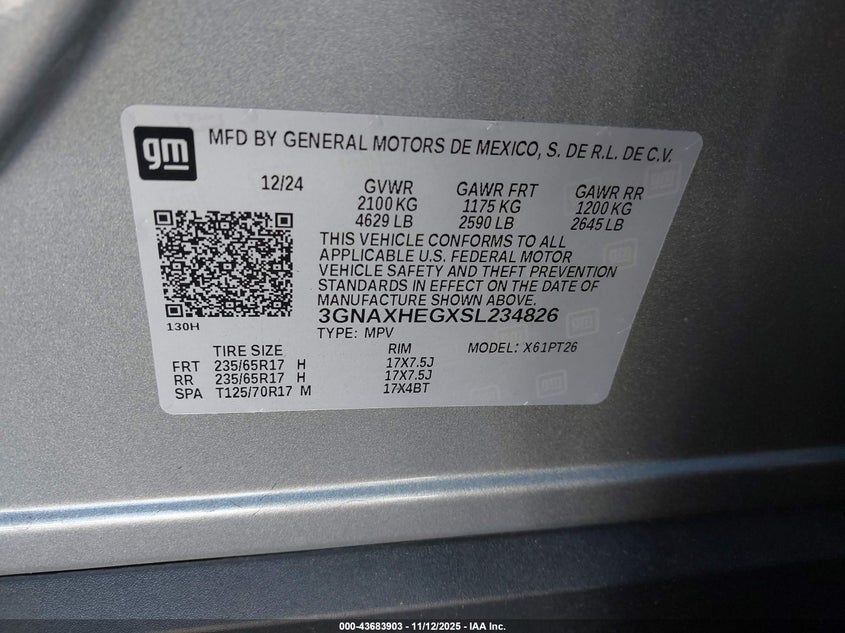 gm
MFD BY GENERAL MOTORS DE MEXICO, S. DE R.L. DE C.V.
12/24 GVWR GAWR FRT GAWR RR
2100 KG 1175 KG 1200 KG
4629 LB 2590 LB 2645 LB
THIS VEHICLE CONFORMS TO ALL
APPLICABLE U.S. FEDERAL MOTOR
VEHICLE SAFETY AND THEFT PREVENTION
STANDARDS IN EFFECT ON THE DATE OF
MANUFACTURE SHOWN ABOVE.
3GNAXHEGXSL234826
130H
TYPE: MPV
TIRE SIZE RIM MODEL: X61PT26
FRT 235/65R17 H 17X7.5J
RR 235/65R17 H 17X7.5J
SPA T125/70R17 M 17X4BT
000-43683903 - 11/12/2025 - IAA Inc.